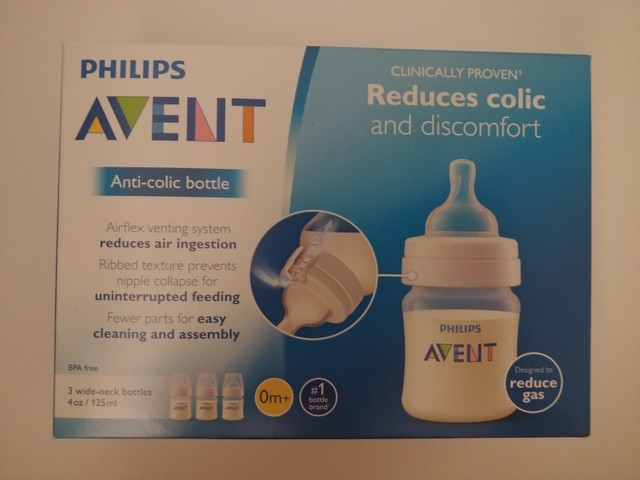 PHILIPS
AVENT
Anti-colic bottle
Airflex venting system
reduces air ingestion
Ribbed texture prevents
nipple collapse for
uninterrupted feeding
Fewer parts for easy
cleaning and assembly
BPA free
3 wide-neck bottles
4oz / 125ml
0m+
#1
bottle
brand¹
CLINICALLY PROVEN¹
Reduces colic
and discomfort
PHILIPS
AVENT
Designed to
reduce
gas